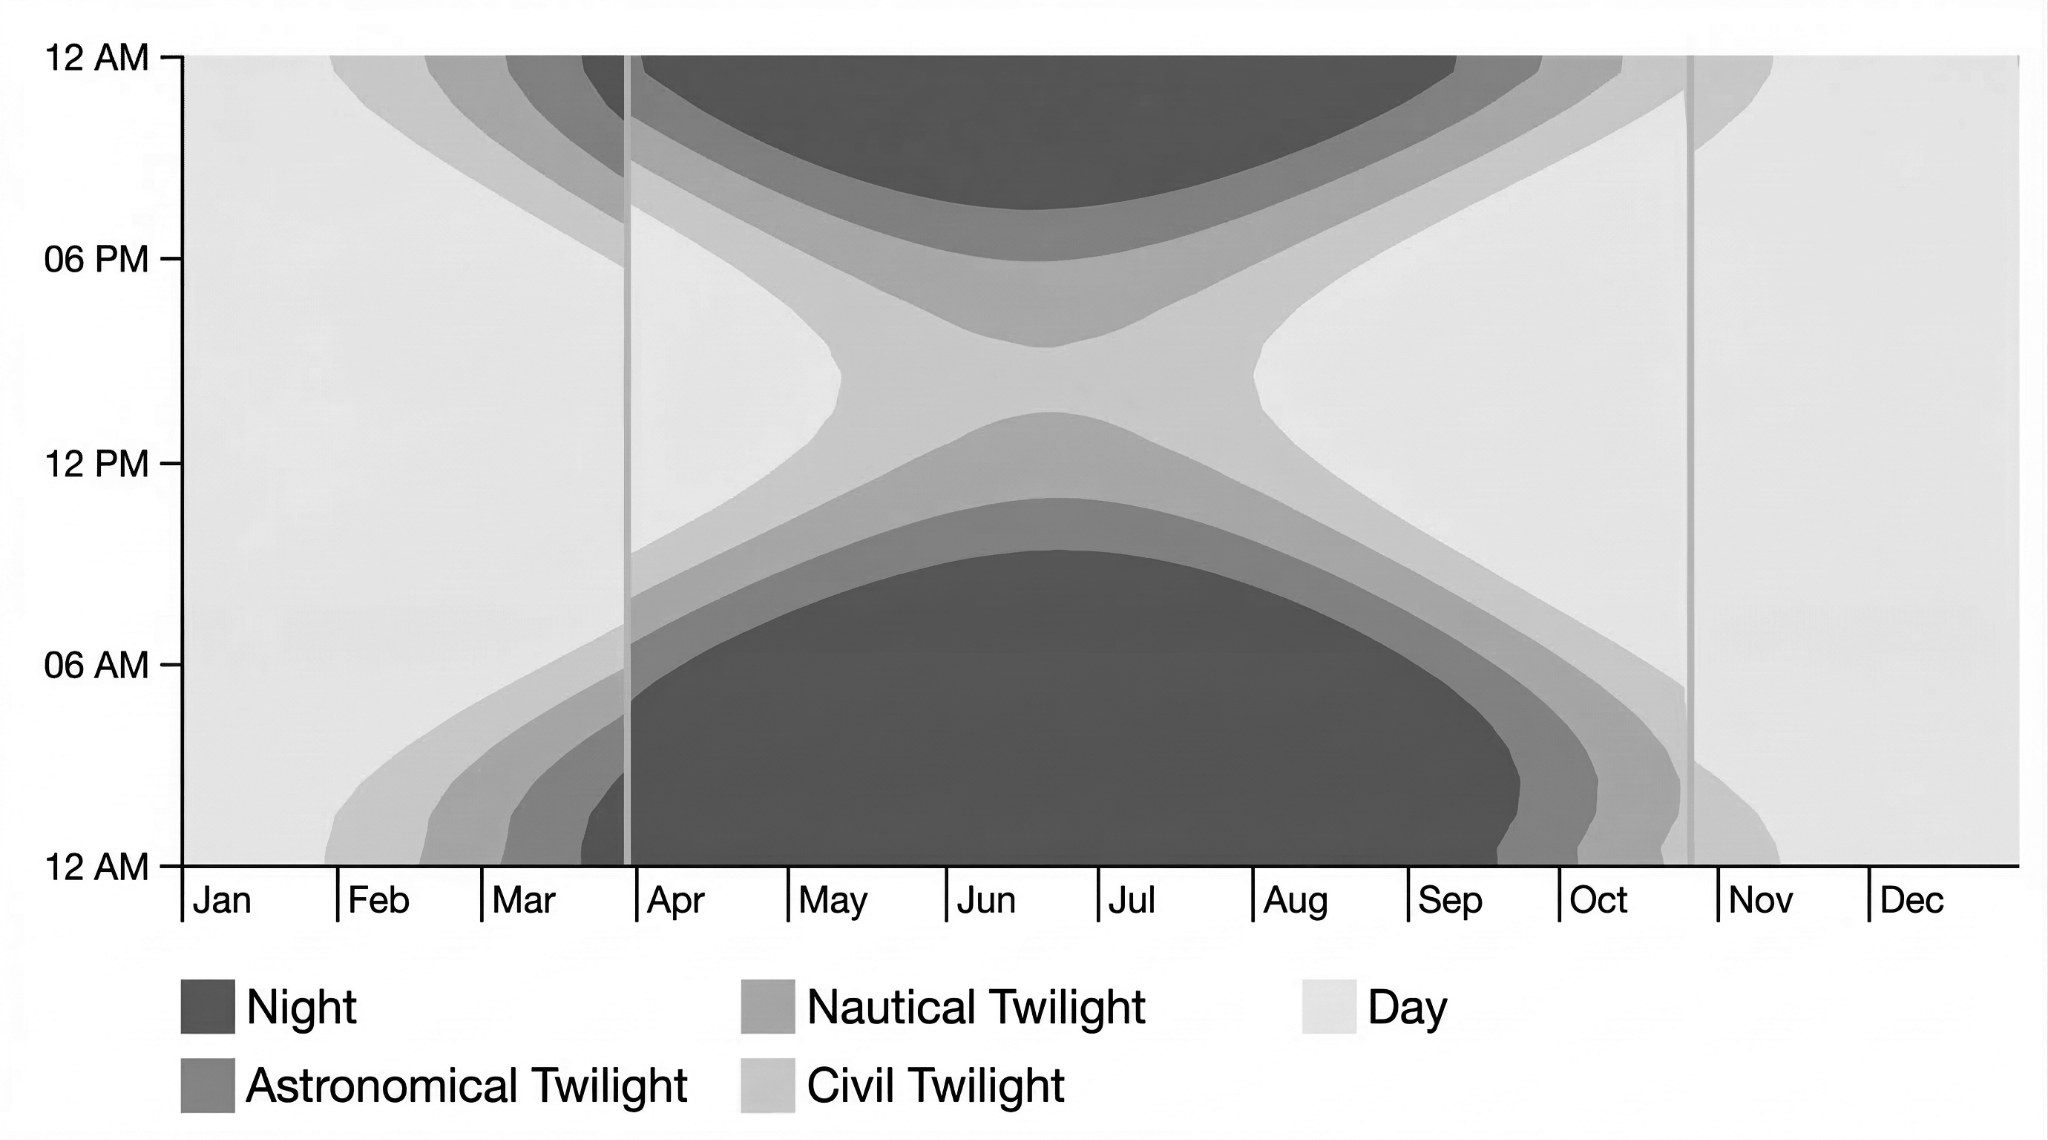 12 AM
06 PM
12 PM
06 AM
12 AM
Jan Feb Mar Apr May Jun Jul Aug Sep Oct Nov Dec
Night Nautical Twilight Day
Astronomical Twilight Civil Twilight